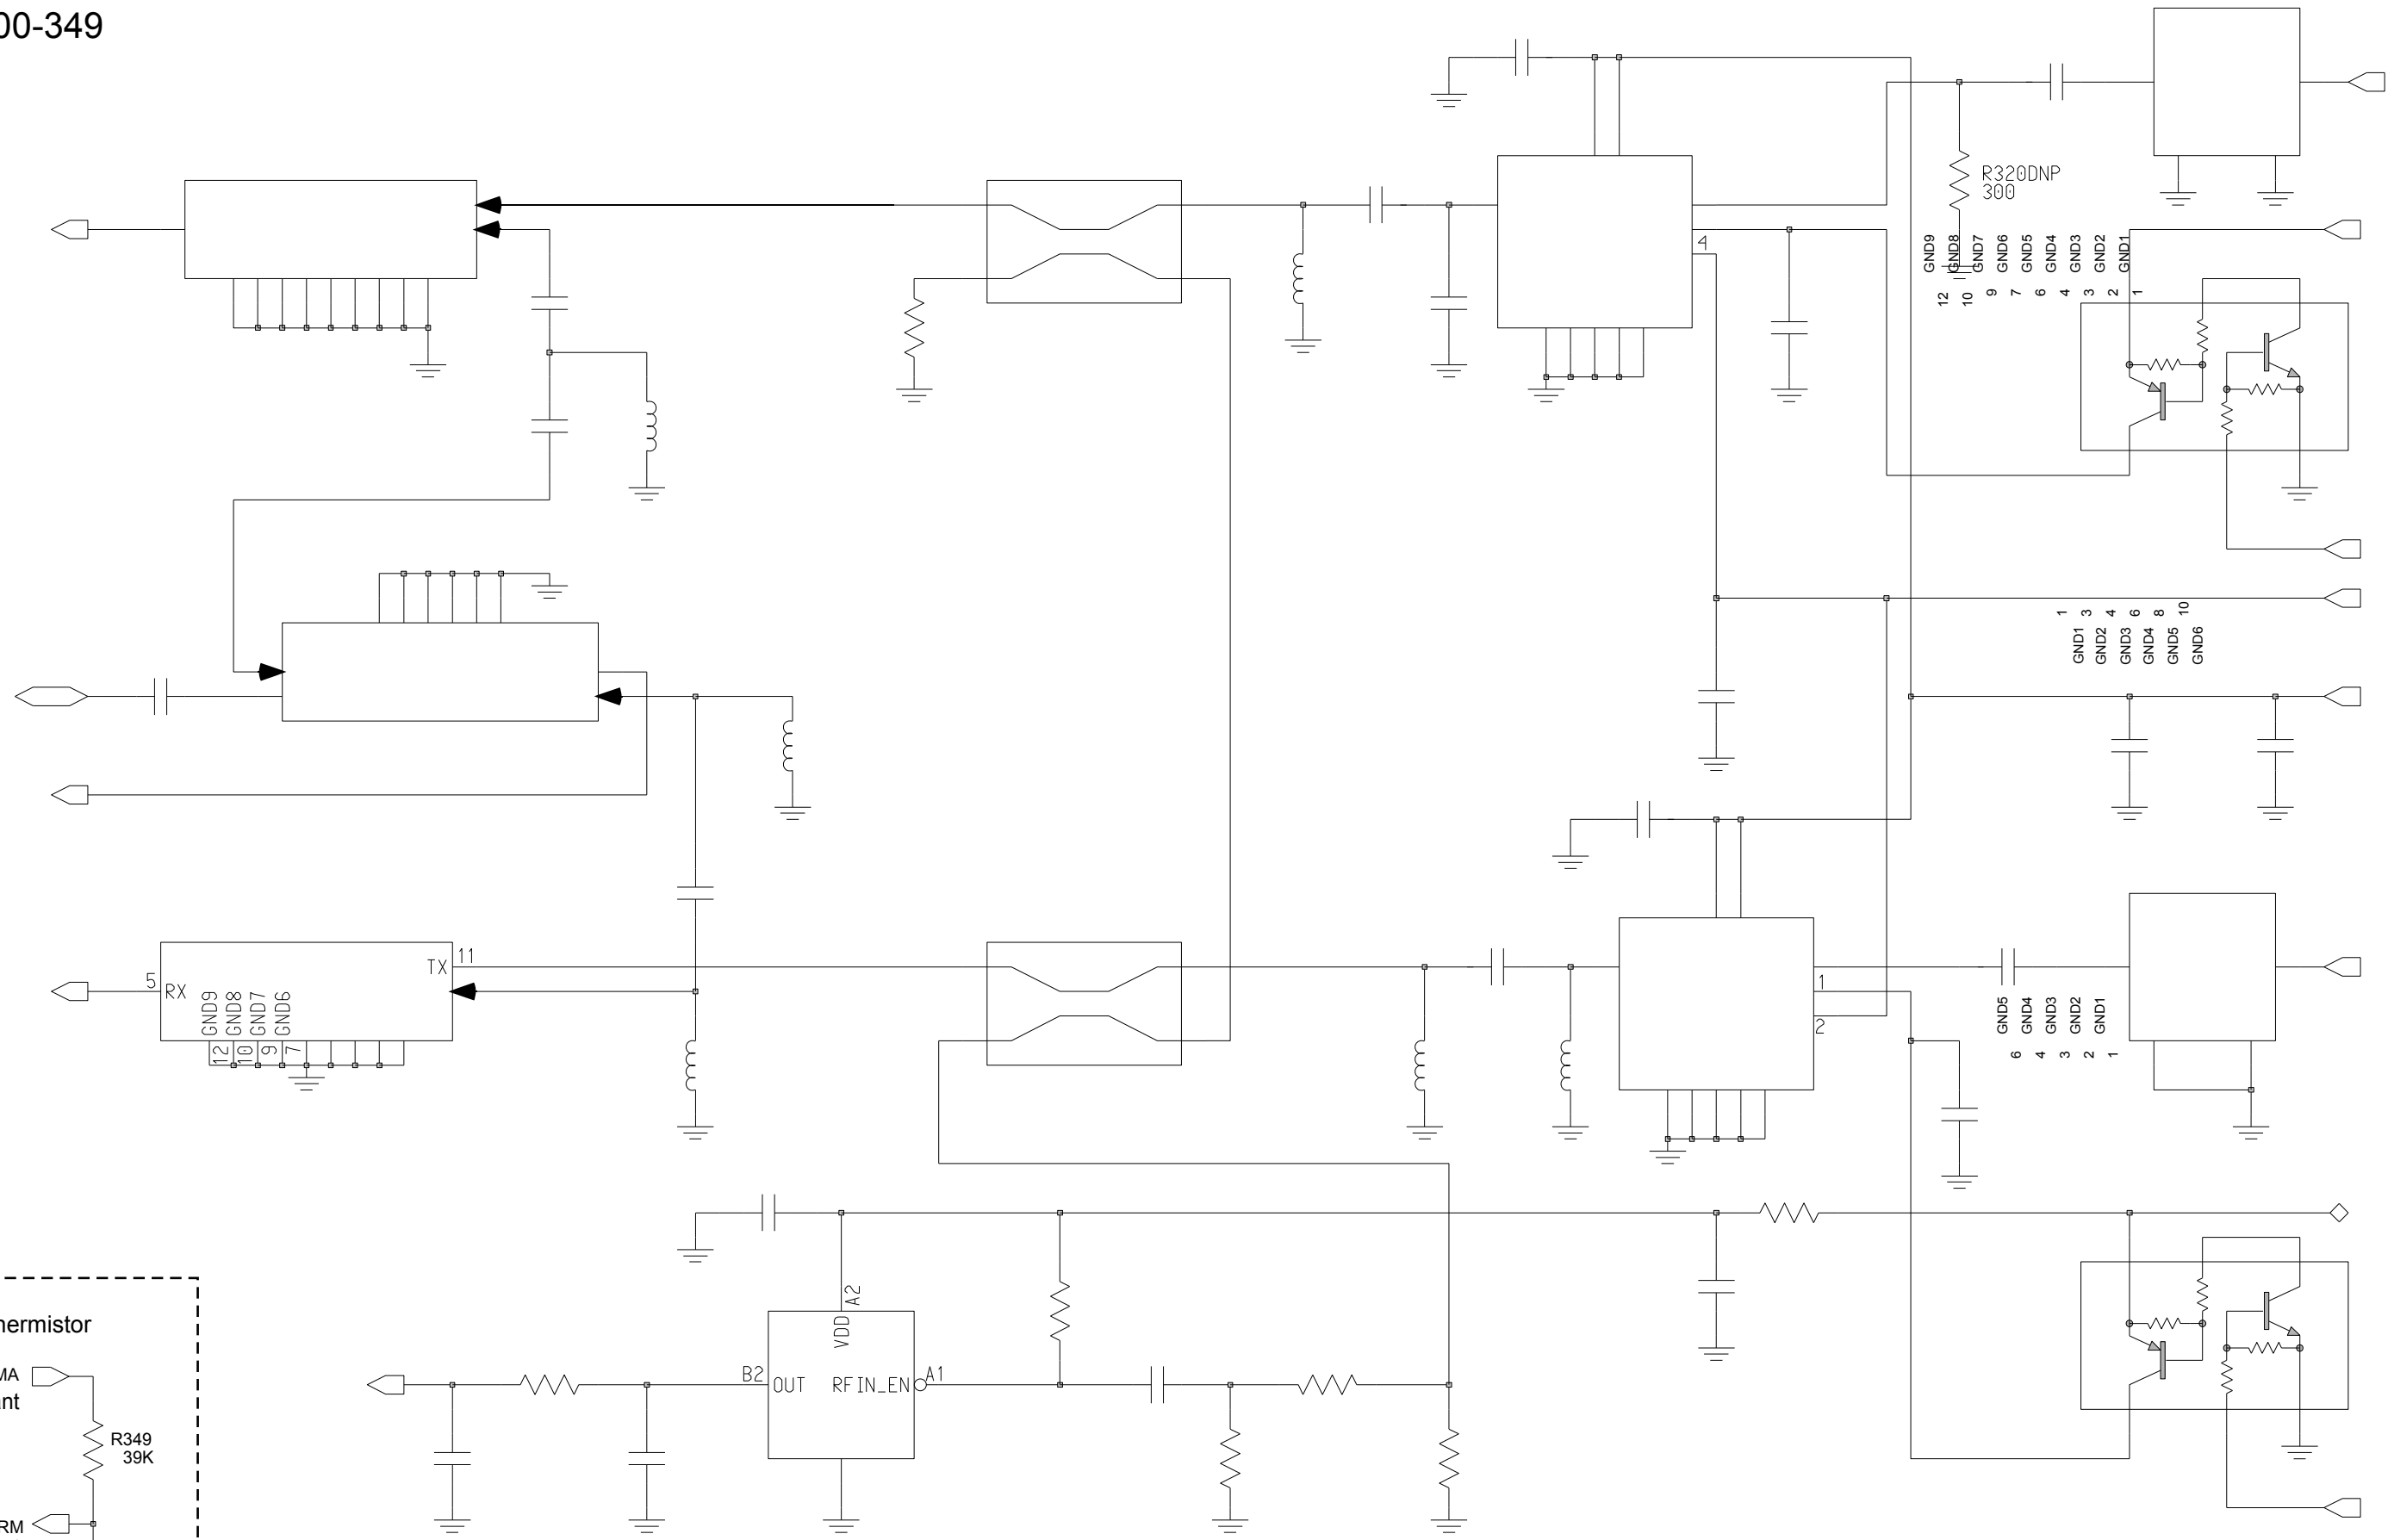 00-349
R320DNP
300
4
GND9 GND8 GND7 GND6 GND5 GND4 GND3 GND2 GND1
12 10 9 7 6 4 3 2 1
1 3 4 6 8 10
GND1 GND2 GND3 GND4 GND5 GND6
TX 11
5 RX
GND9 GND8 GND7 GND6
12 10 9 7
1
2
GND5 GND4 GND3 GND2 GND1
6 4 3 2 1
A2
VDD
B2 OUT RFIN_EN A1
hermistor
MA
ant
R349
39K
RM